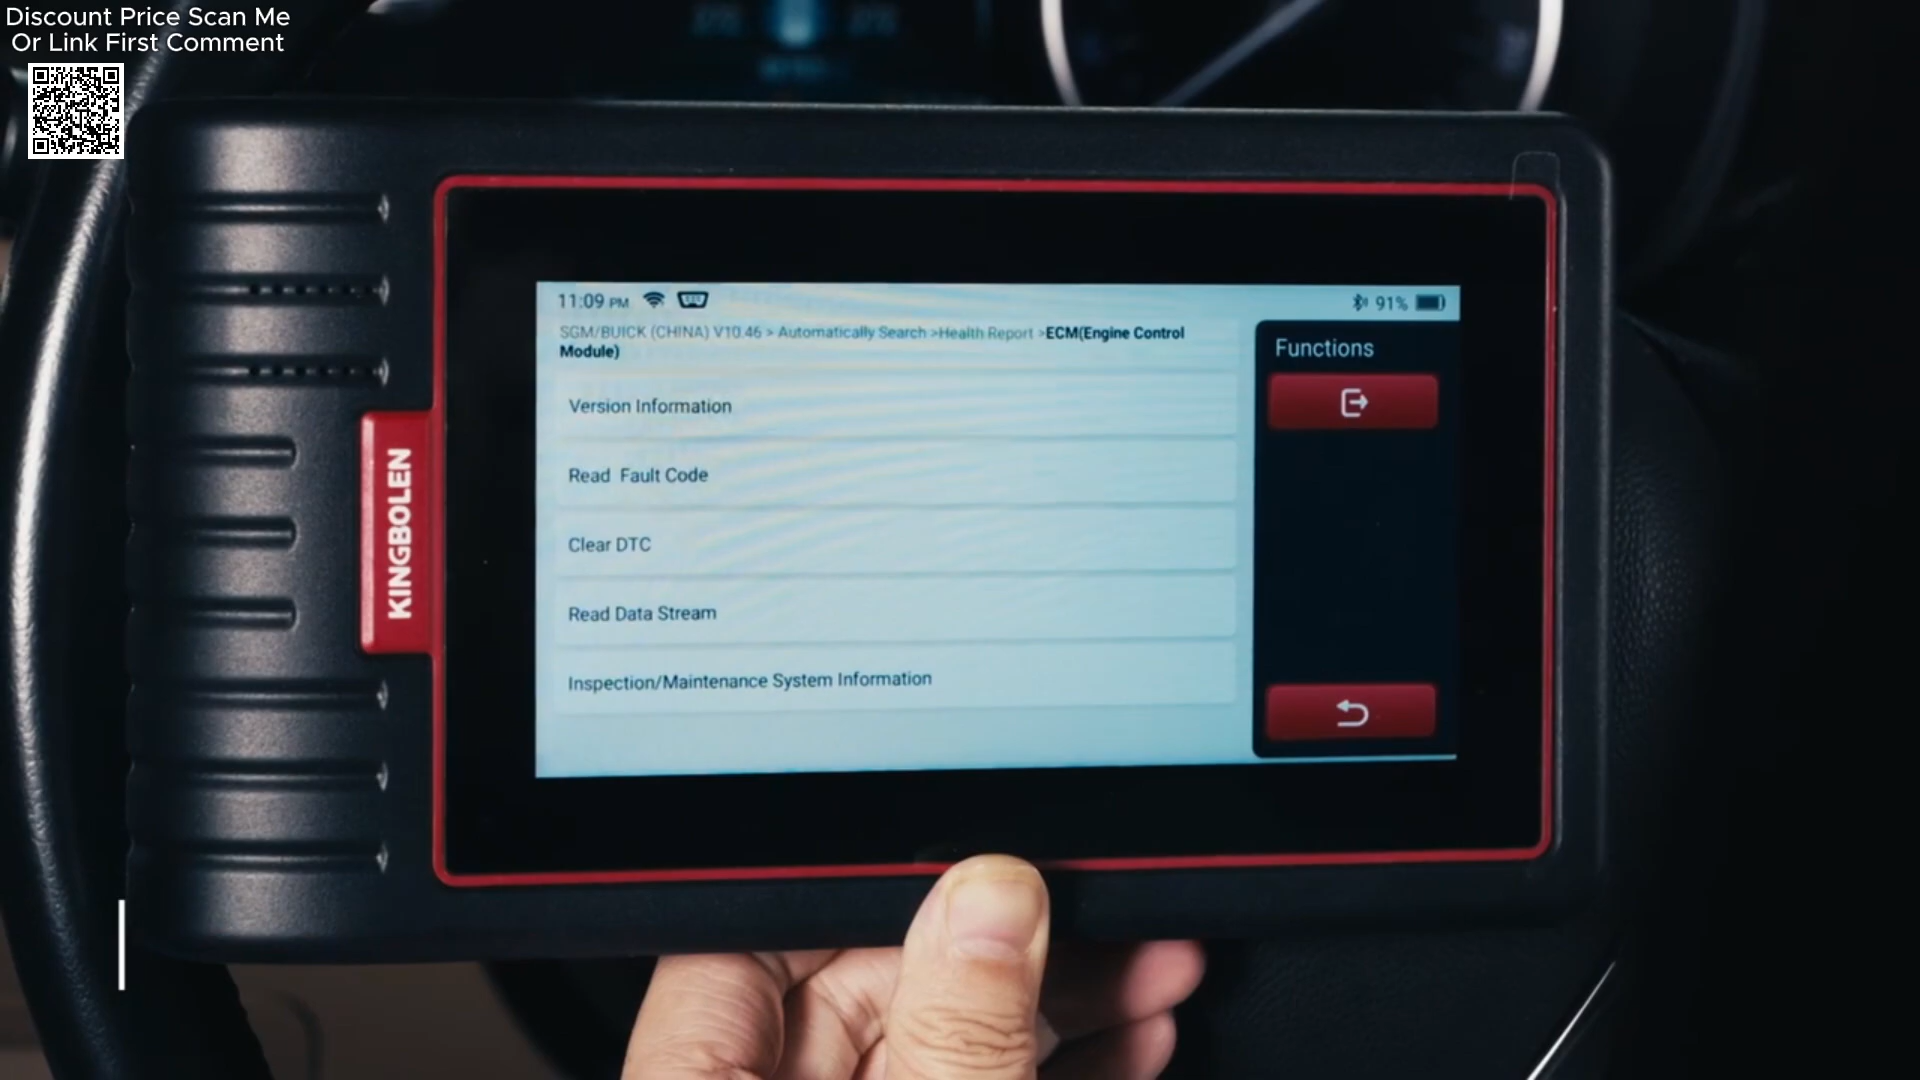 Discount Price Scan Me
Or Link First Comment
KINGBOLEN
11:09 PM
91%
SGM/BUICK (CHINA) V10.46 > Automatically Search >Health Report >ECM(Engine Control
Module)
Functions
Version Information
Read Fault Code
Clear DTC
Read Data Stream
Inspection/Maintenance System Information